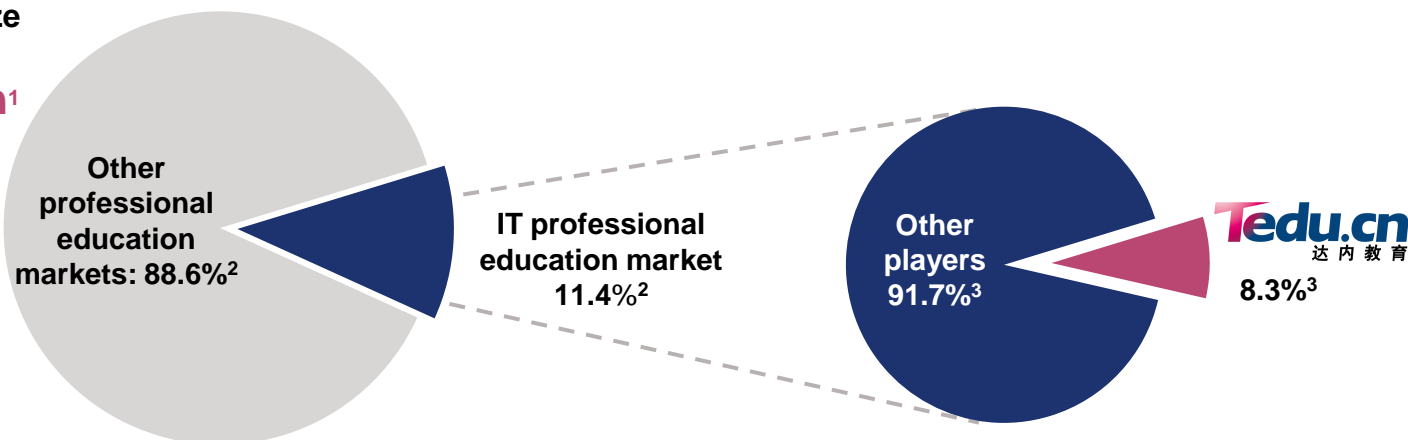 Other
professional
education
markets: 88.6%²
IT professional
education market
11.4%²
Other
players
91.7%³
Tedu.cn
达内教育
8.3%³